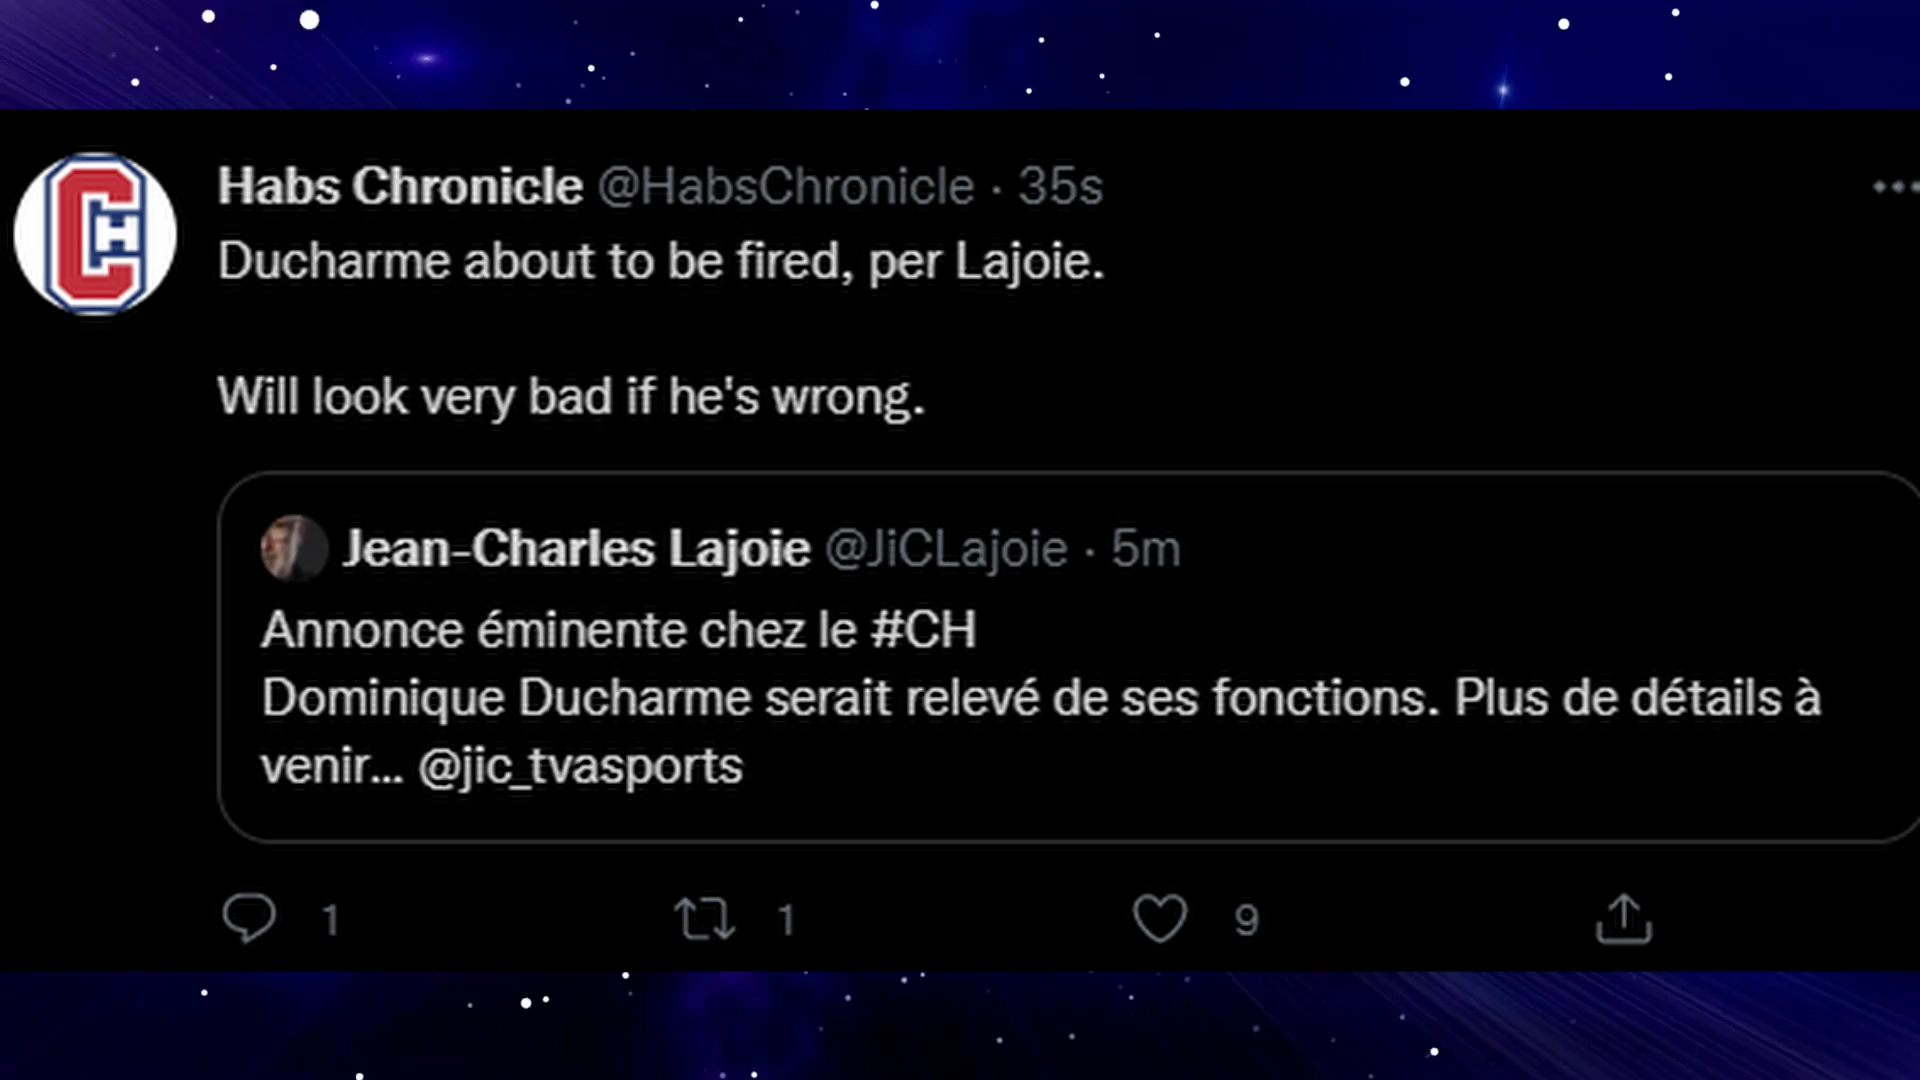 Habs Chronicle @HabsChronicle · 35s
Ducharme about to be fired, per Lajoie.
Will look very bad if he's wrong.
Jean-Charles Lajoie @JiCLajoie · 5m
Annonce éminente chez le #CH
Dominique Ducharme serait relevé de ses fonctions. Plus de détails à
venir... @jic_tvasports
1 1 9